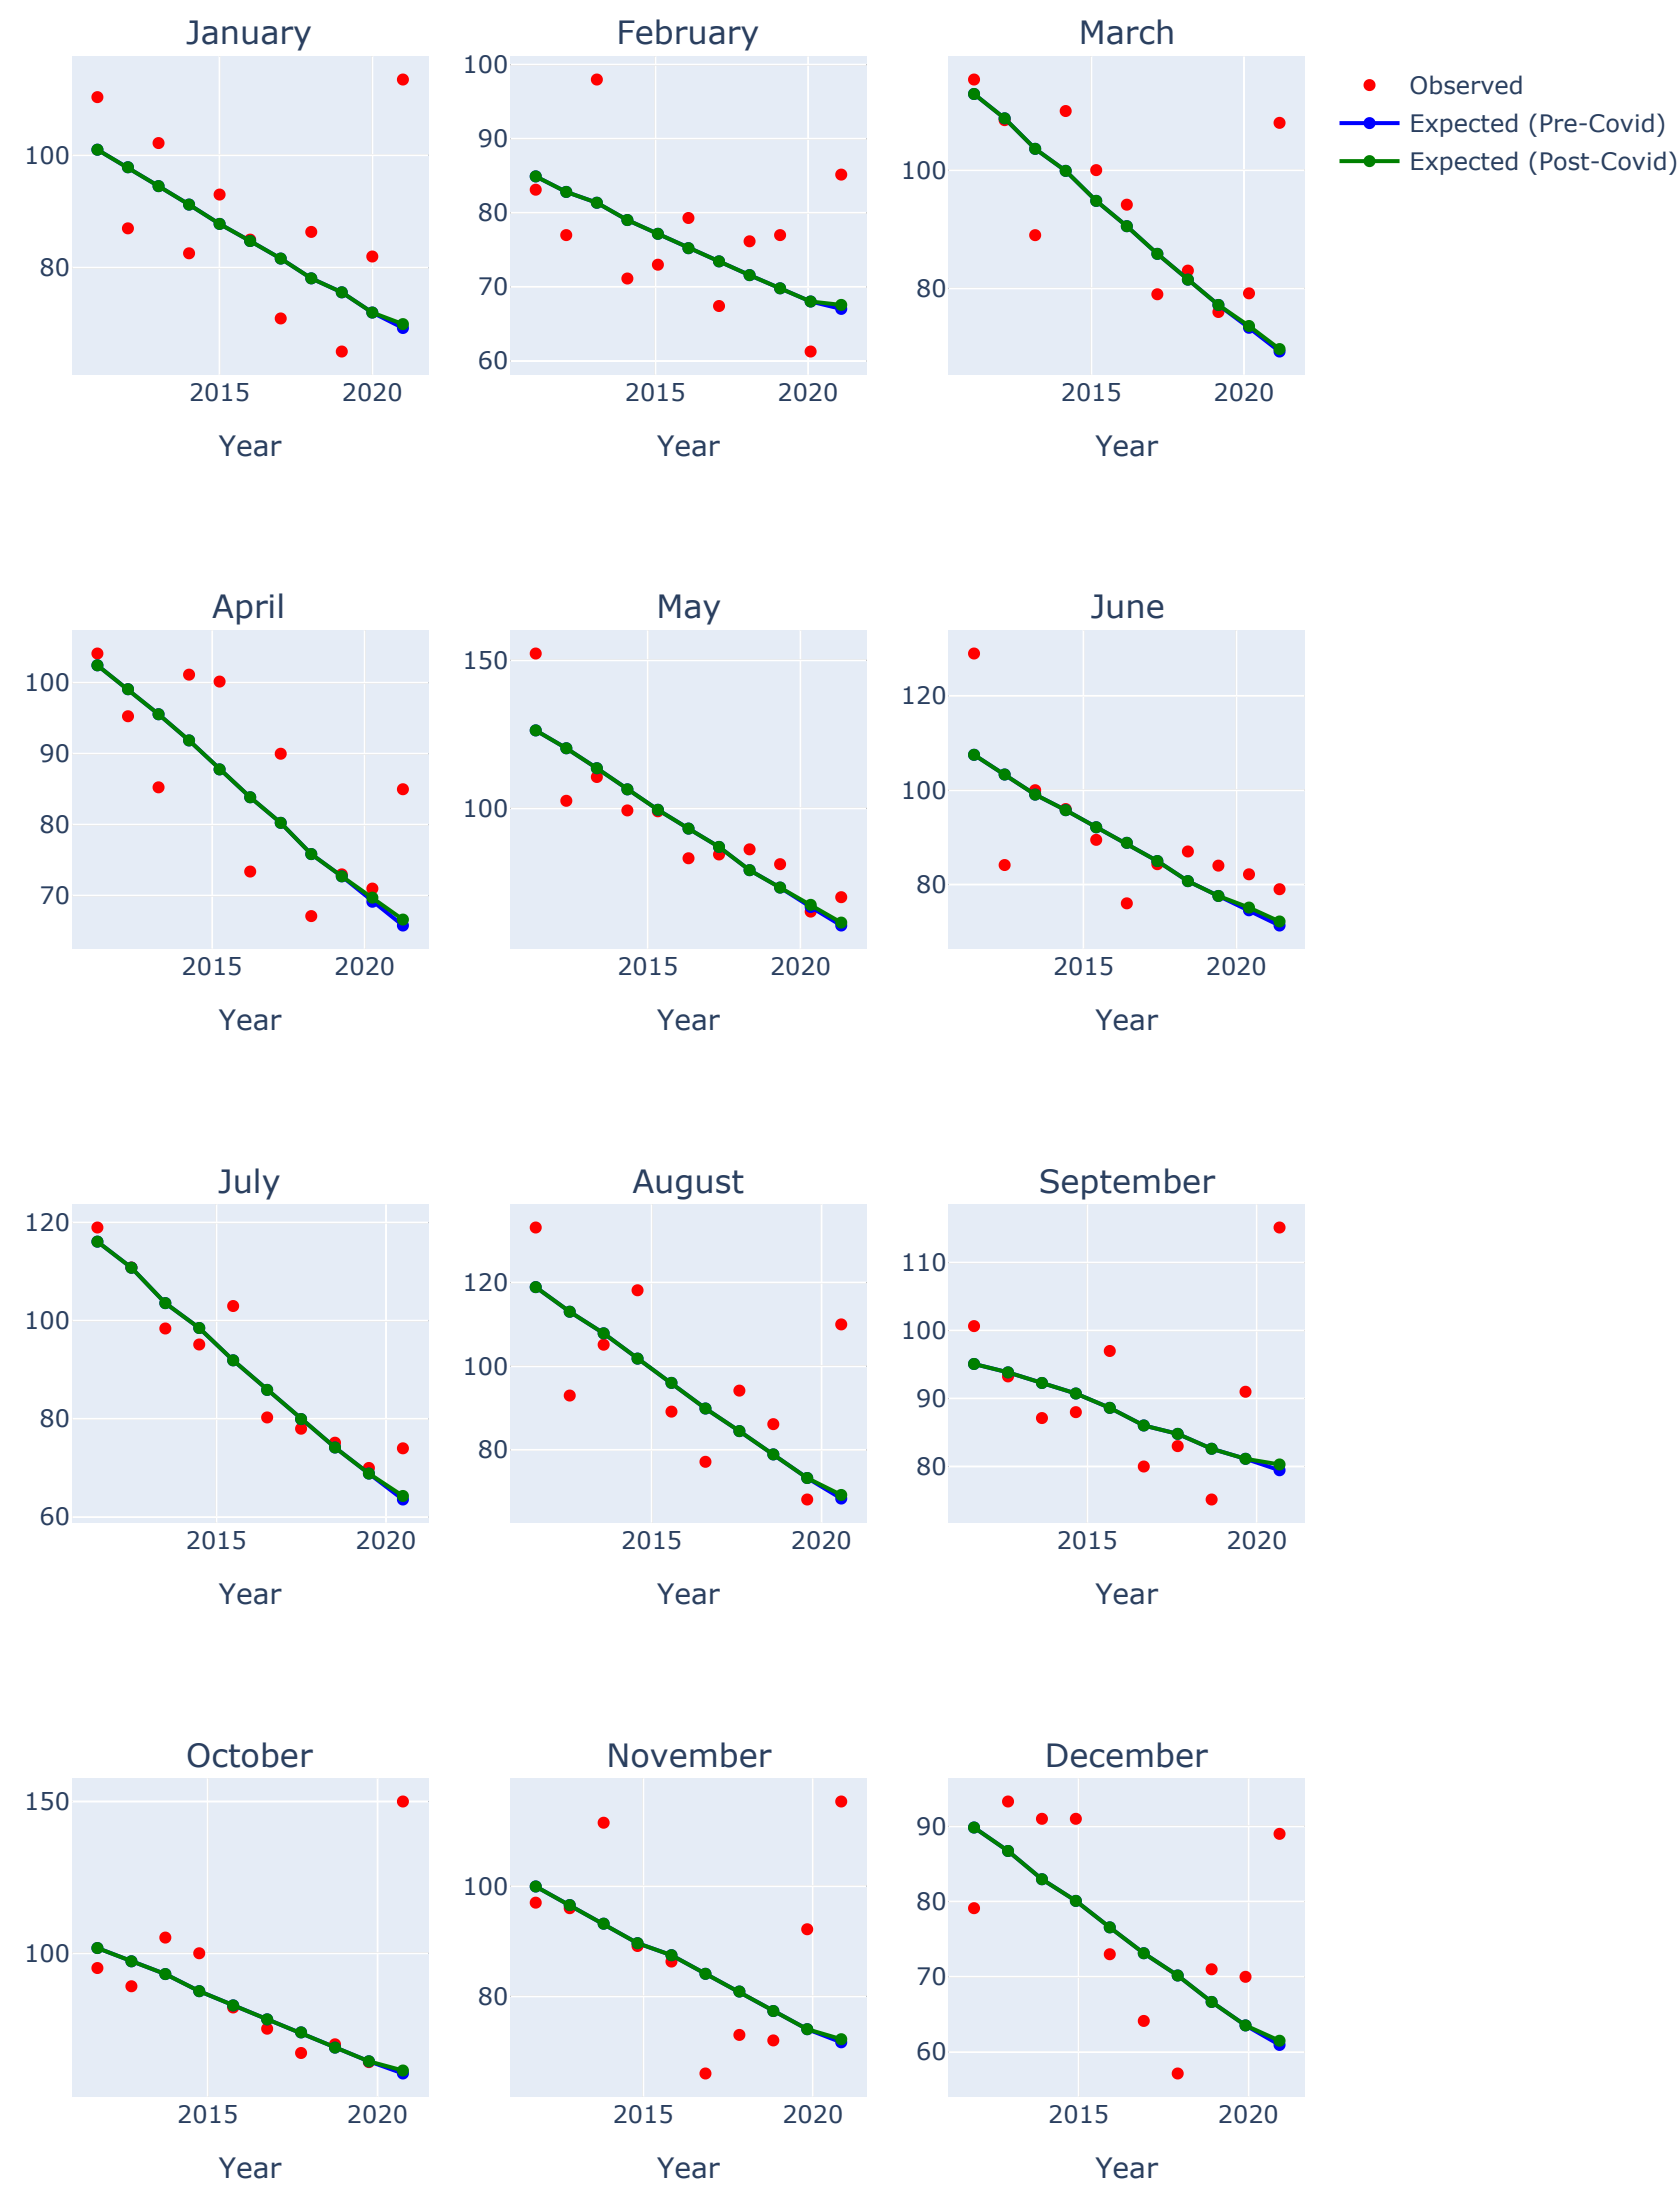 January
February
March
100
80
2015
2020
Year
100
90
80
70
60
2015
2020
Year
100
80
2015
2020
Year
Observed
Expected (Pre-Covid)
Expected (Post-Covid)
April
May
June
100
90
80
70
2015
2020
Year
150
100
2015
2020
Year
120
100
80
2015
2020
Year
July
August
September
120
100
80
60
2015
2020
Year
120
100
80
2015
2020
Year
110
100
90
80
2015
2020
Year
October
November
December
150
100
2015
2020
Year
100
80
2015
2020
Year
90
80
70
60
2015
2020
Year